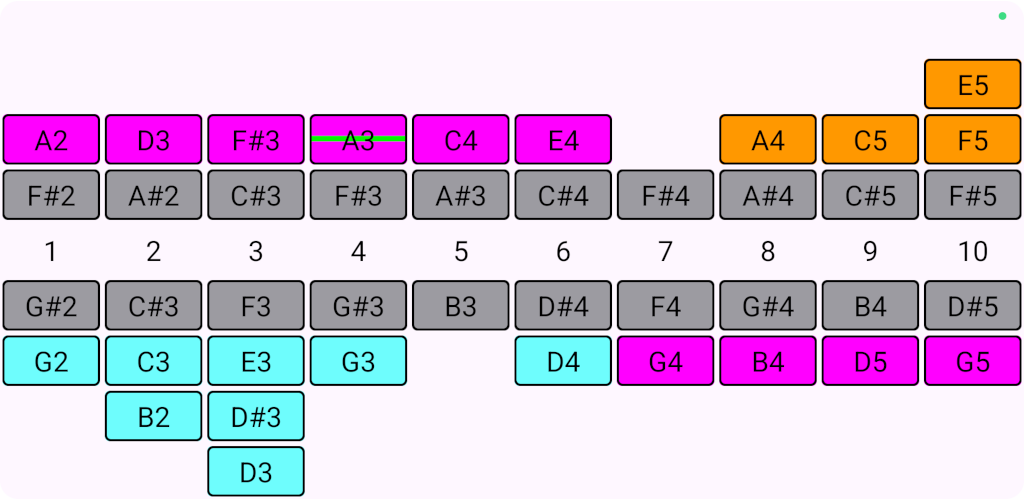 E5
A2 D3 F#3 A3 C4 E4 A4 C5 F5
F#2 A#2 C#3 F#3 A#3 C#4 F#4 A#4 C#5 F#5
1 2 3 4 5 6 7 8 9 10
G#2 C#3 F3 G#3 B3 D#4 F4 G#4 B4 D#5
G2 C3 E3 G3 D4 G4 B4 D5 G5
B2 D#3
D3